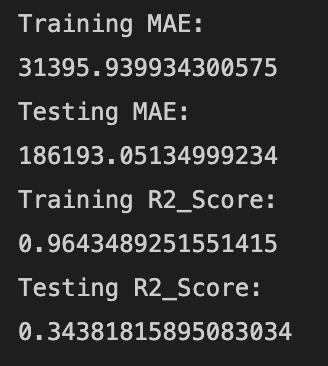 Training MAE:
31395.939934300575
Testing MAE:
186193.05134999234
Training R2_Score:
0.9643489251551415
Testing R2_Score:
0.34381815895083034